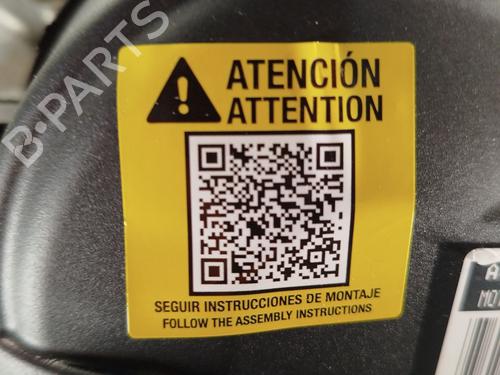 B-PARTS
ATENCIÓN
ATTENTION
SEGUIR INSTRUCCIONES DE MONTAJE
FOLLOW THE ASSEMBLY INSTRUCTIONS